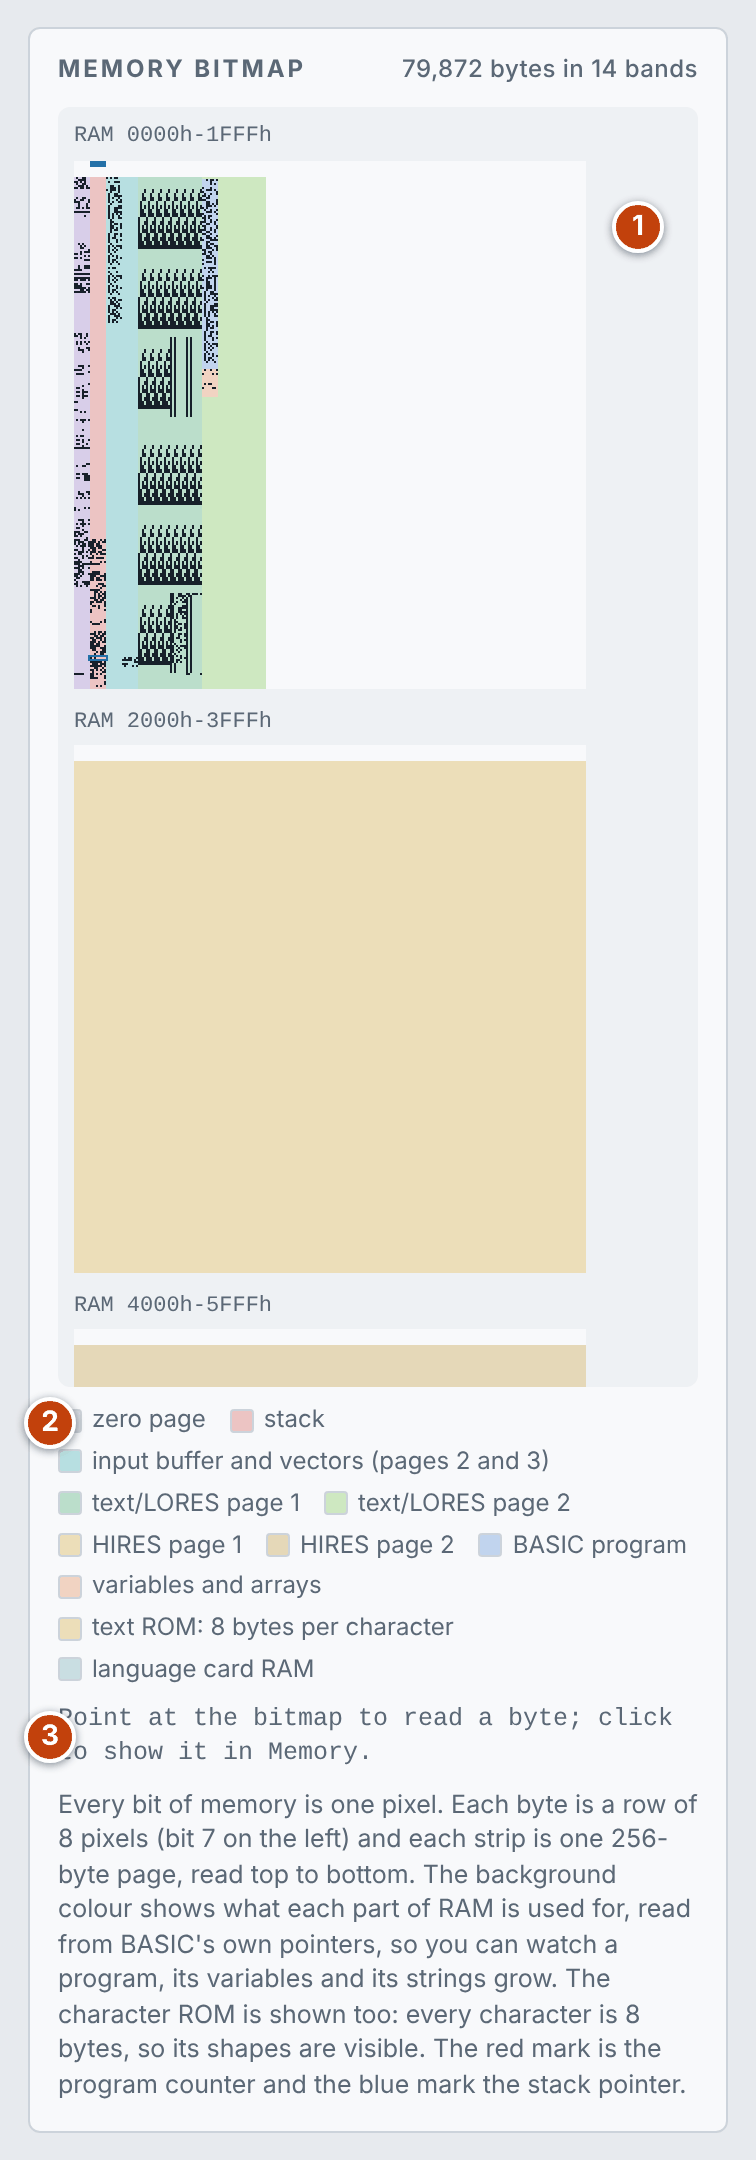 MEMORY BITMAP 79,872 bytes in 14 bands
RAM 0000h-1FFFh
1
RAM 2000h-3FFFh
RAM 4000h-5FFFh
2 zero page stack
input buffer and vectors (pages 2 and 3)
text/LORES page 1 text/LORES page 2
HIRES page 1 HIRES page 2 BASIC program
variables and arrays
text ROM: 8 bytes per character
language card RAM
Point at the bitmap to read a byte; click
3 to show it in Memory.
Every bit of memory is one pixel. Each byte is a row of
8 pixels (bit 7 on the left) and each strip is one 256-
byte page, read top to bottom. The background
colour shows what each part of RAM is used for, read
from BASIC's own pointers, so you can watch a
program, its variables and its strings grow. The
character ROM is shown too: every character is 8
bytes, so its shapes are visible. The red mark is the
program counter and the blue mark the stack pointer.